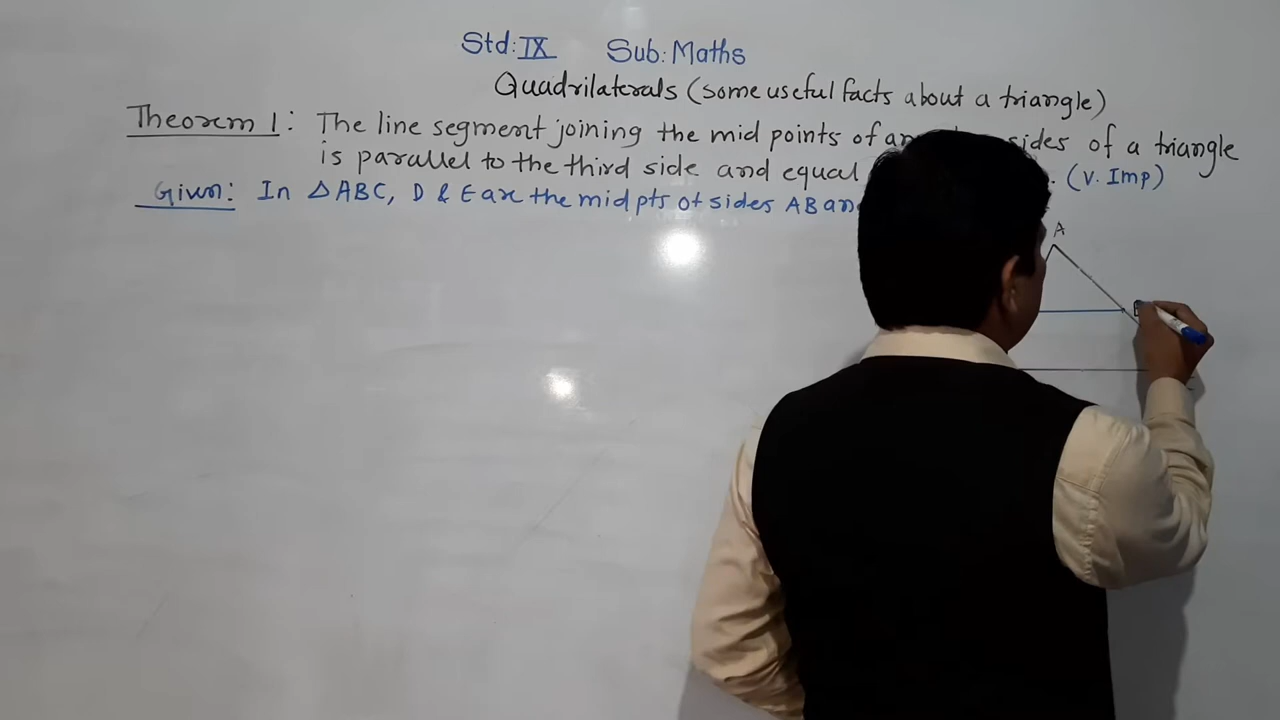 Std: IX Sub: Maths
Quadrilaterals (some useful facts about a triangle)
Theorem 1: The line segment joining the mid points of sides of a triangle
is parallel to the third side and equal (V. Imp)
Given: In △ABC, D & E are the mid pts of sides AB and
A